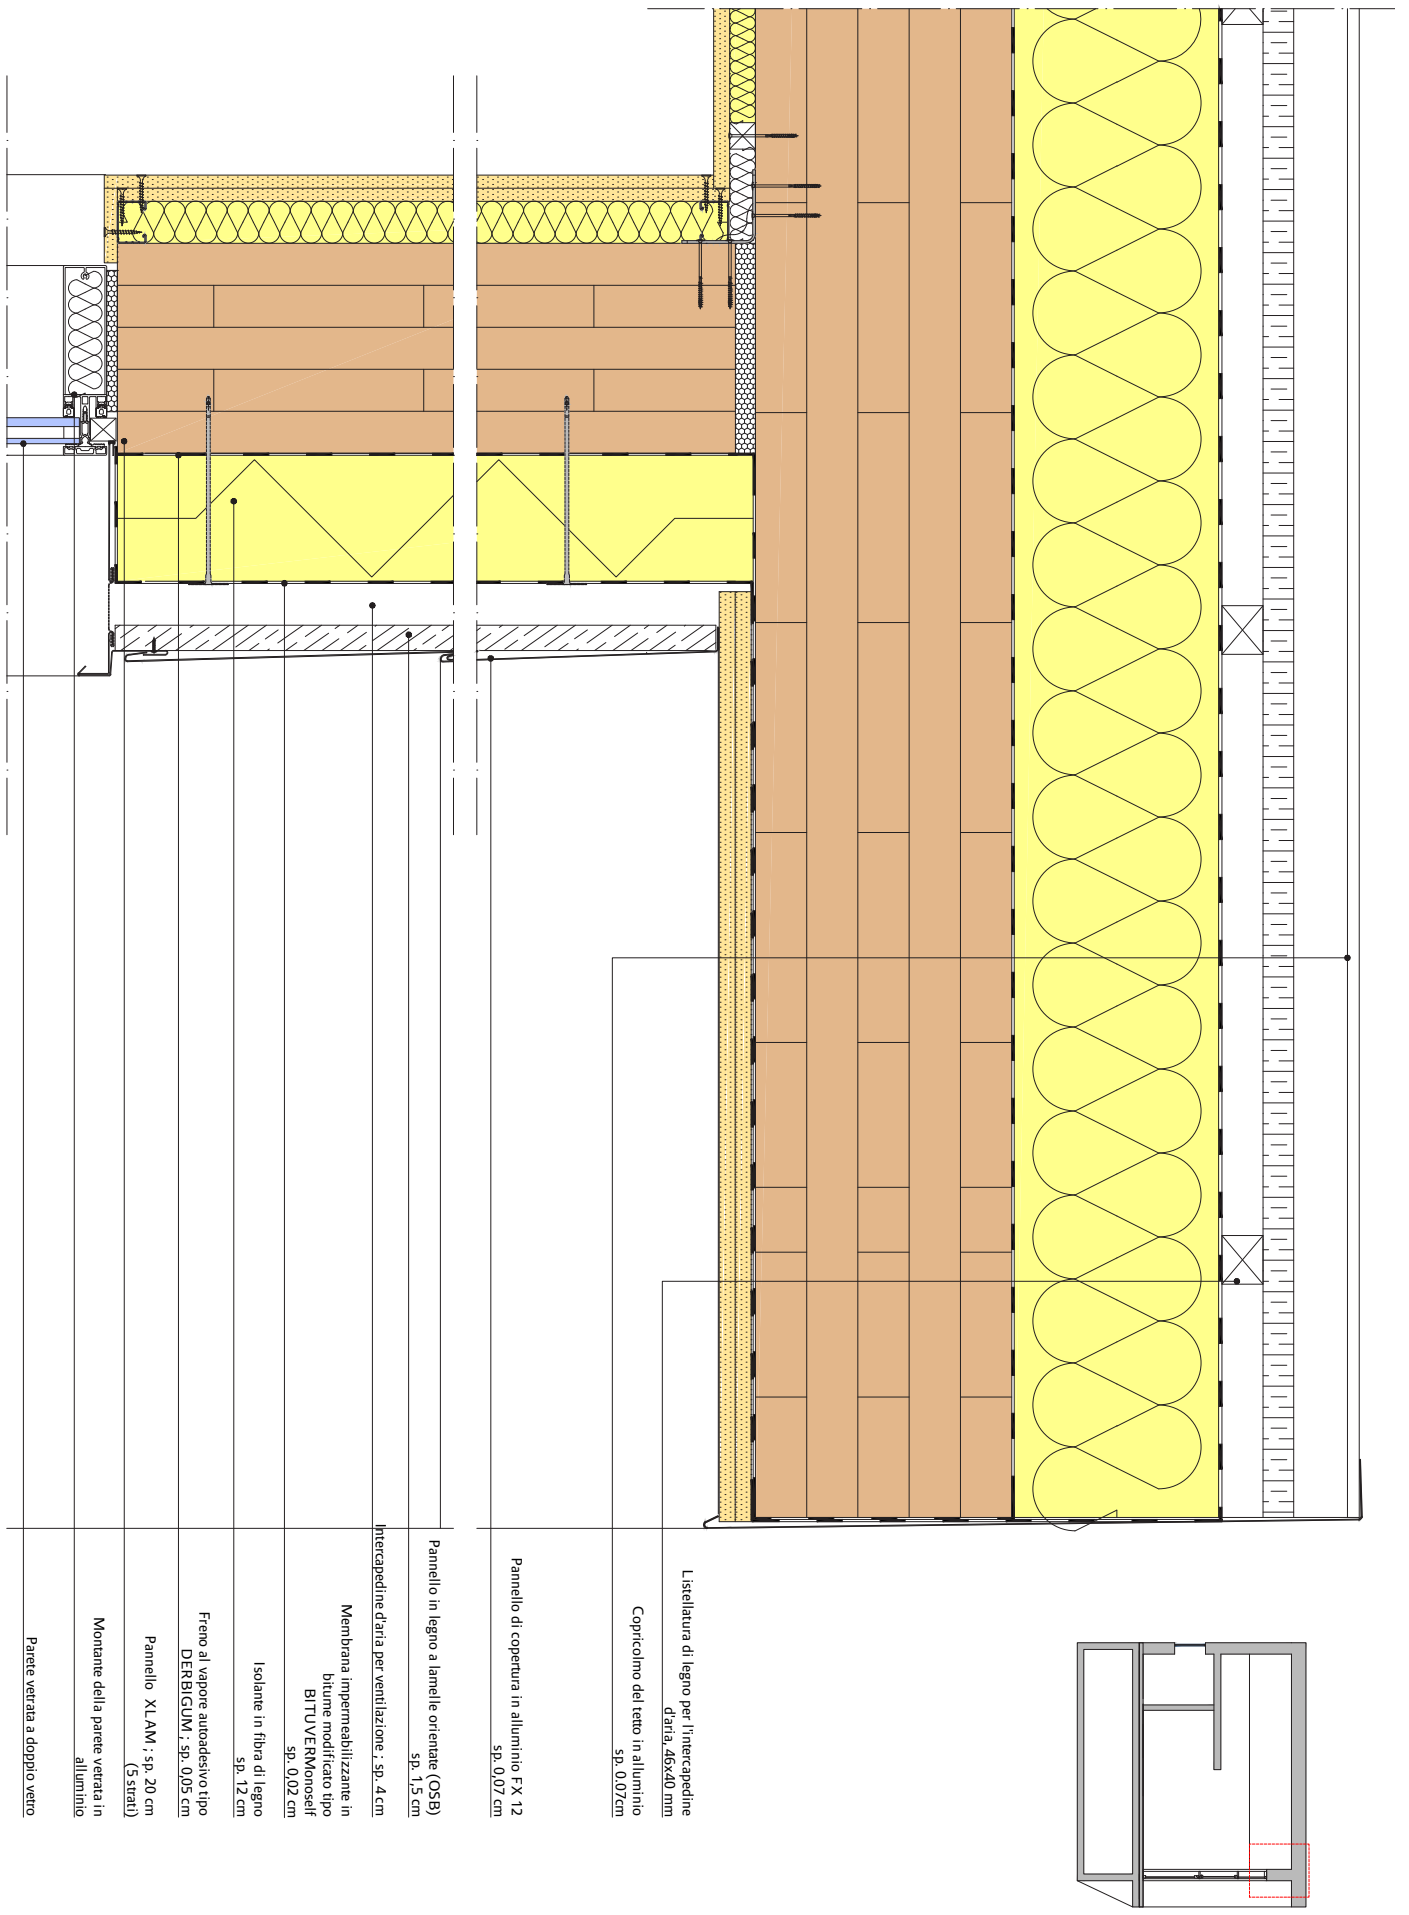 Listellatura di legno per l'intercapedine
d'aria, 46x40 mm
Copricolmo del tetto in alluminio
sp. 0.07cm
Pannello di copertura in alluminio FX 12
sp. 0,07 cm
Pannello in legno a lamelle orientate (OSB)
sp. 1,5 cm
Intercapedine d'aria per ventilazione ; sp. 4 cm
Membrana impermeabilizzante in
bitume modificato tipo
BITUVERMonoself
sp. 0,02 cm
Isolante in fibra di legno
sp. 12 cm
Freno al vapore autoadesivo tipo
DERBIGUM ; sp. 0,05 cm
Pannello XLAM ; sp. 20 cm
(5 strati)
Montante della parete vetrata in
alluminio
Parete vetrata a doppio vetro